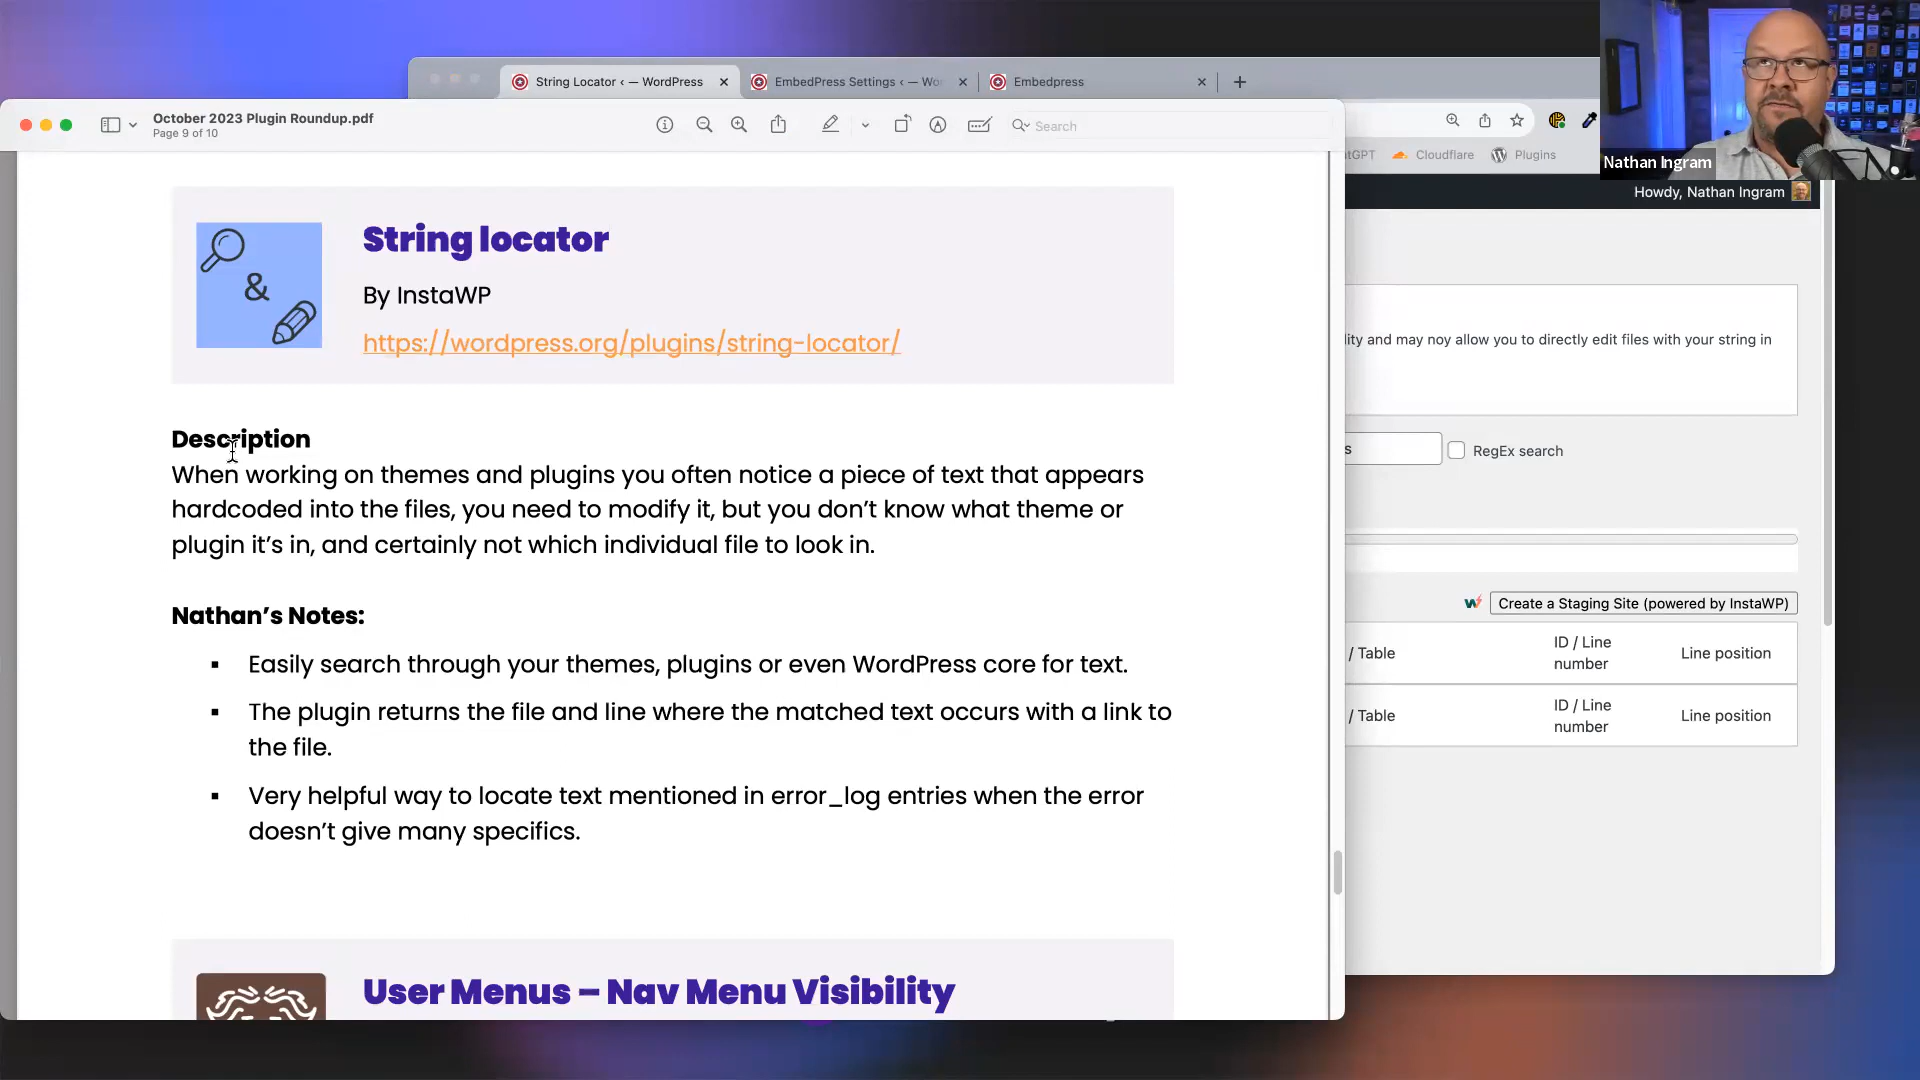 String Locator ‹ — WordPress
EmbedPress Settings ‹ — Wo
Embedpress
October 2023 Plugin Roundup.pdf
Page 9 of 10
Search
Cloudflare
Plugins
Nathan Ingram
Howdy, Nathan Ingram
&
String locator
By InstaWP
https://wordpress.org/plugins/string-locator/
Description
When working on themes and plugins you often notice a piece of text that appears
hardcoded into the files, you need to modify it, but you don’t know what theme or
plugin it’s in, and certainly not which individual file to look in.
Nathan’s Notes:
▪ Easily search through your themes, plugins or even WordPress core for text.
▪ The plugin returns the file and line where the matched text occurs with a link to
the file.
▪ Very helpful way to locate text mentioned in error_log entries when the error
doesn’t give many specifics.
User Menus – Nav Menu Visibility
lity and may noy allow you to directly edit files with your string in
s
RegEx search
Create a Staging Site (powered by InstaWP)
/ Table
ID / Line
number
Line position
/ Table
ID / Line
number
Line position